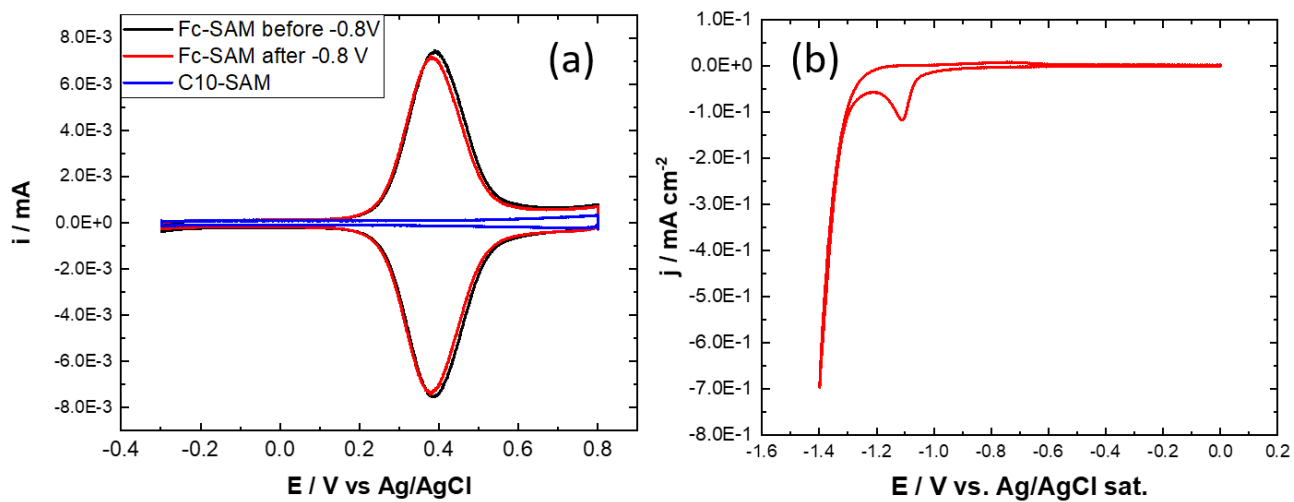 Fc-SAM before -0.8V
Fc-SAM after -0.8 V
C10-SAM
(a)
8.0E-3
6.0E-3
4.0E-3
2.0E-3
0.0E+0
-2.0E-3
-4.0E-3
-6.0E-3
-8.0E-3
i / mA
-0.4 -0.2 0.0 0.2 0.4 0.6 0.8
E / V vs Ag/AgCl
(b)
1.0E-1
0.0E+0
-1.0E-1
-2.0E-1
-3.0E-1
-4.0E-1
-5.0E-1
-6.0E-1
-7.0E-1
-8.0E-1
j / mA cm-2
-1.6 -1.4 -1.2 -1.0 -0.8 -0.6 -0.4 -0.2 0.0 0.2
E / V vs. Ag/AgCl sat.